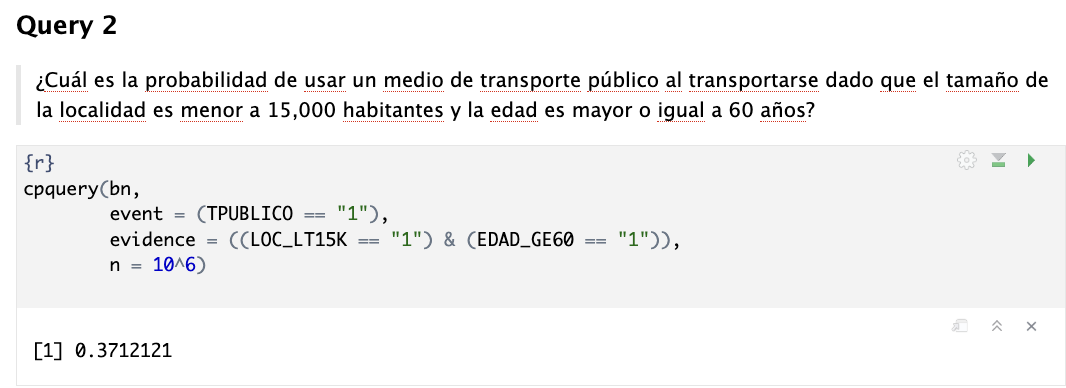 Query 2
¿Cuál es la probabilidad de usar un medio de transporte público al transportarse dado que el tamaño de
la localidad es menor a 15,000 habitantes y la edad es mayor o igual a 60 años?
{r}
cpquery(bn,
event = (TPUBLICO == "1"),
evidence = ((LOC_LT15K == "1") & (EDAD_GE60 == "1")),
n = 10^6)
[1] 0.3712121